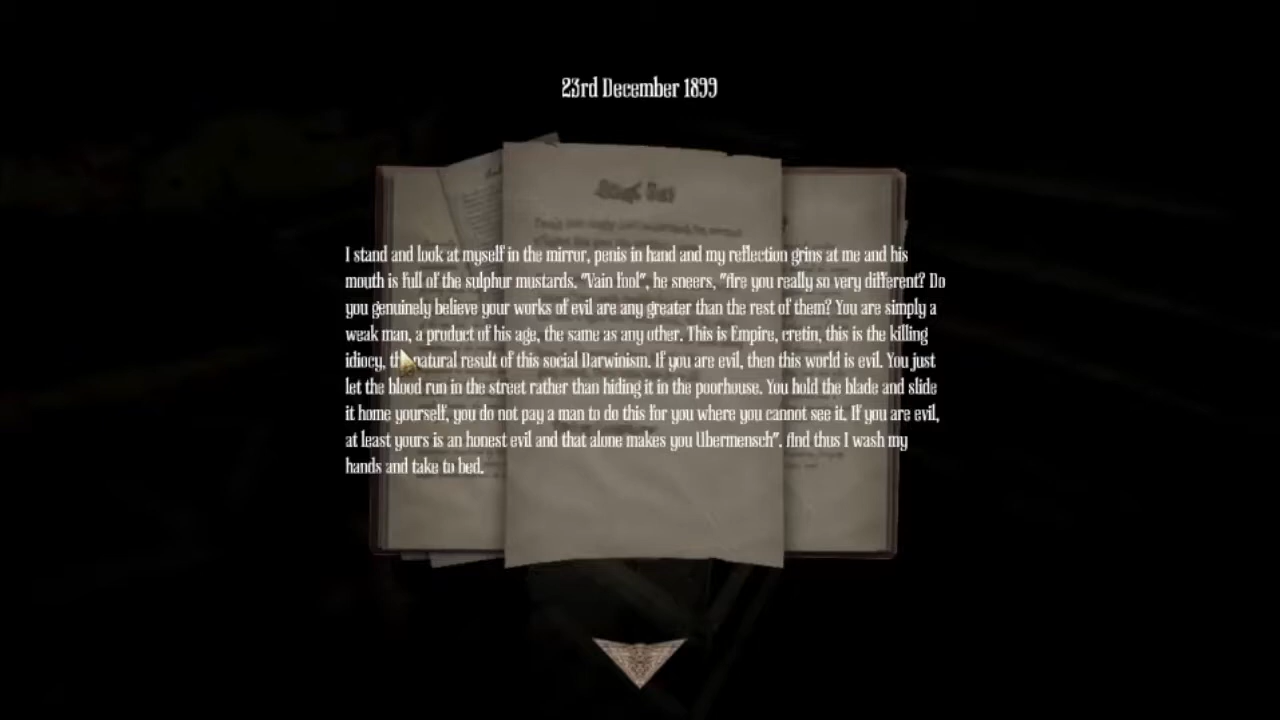 23rd December 1899
I stand and look at myself in the mirror, penis in hand and my reflection grins at me and his
mouth is full of the sulphur mustards. "Vain fool", he sneers, "Are you really so very different? Do
you genuinely believe your works of evil are any greater than the rest of them? You are simply a
weak man, a product of his age, the same as any other. This is Empire, cretin, this is the killing
idiocy, natural result of this social Darwinism. If you are evil, then this world is evil. You just
let the blood run in the street rather than hiding it in the poorhouse. You hold the blade and slide
it home yourself, you do not pay a man to do this for you where you cannot see it. If you are evil,
at least yours is an honest evil and that alone makes you Ubermensch". And thus I wash my
hands and take to bed.